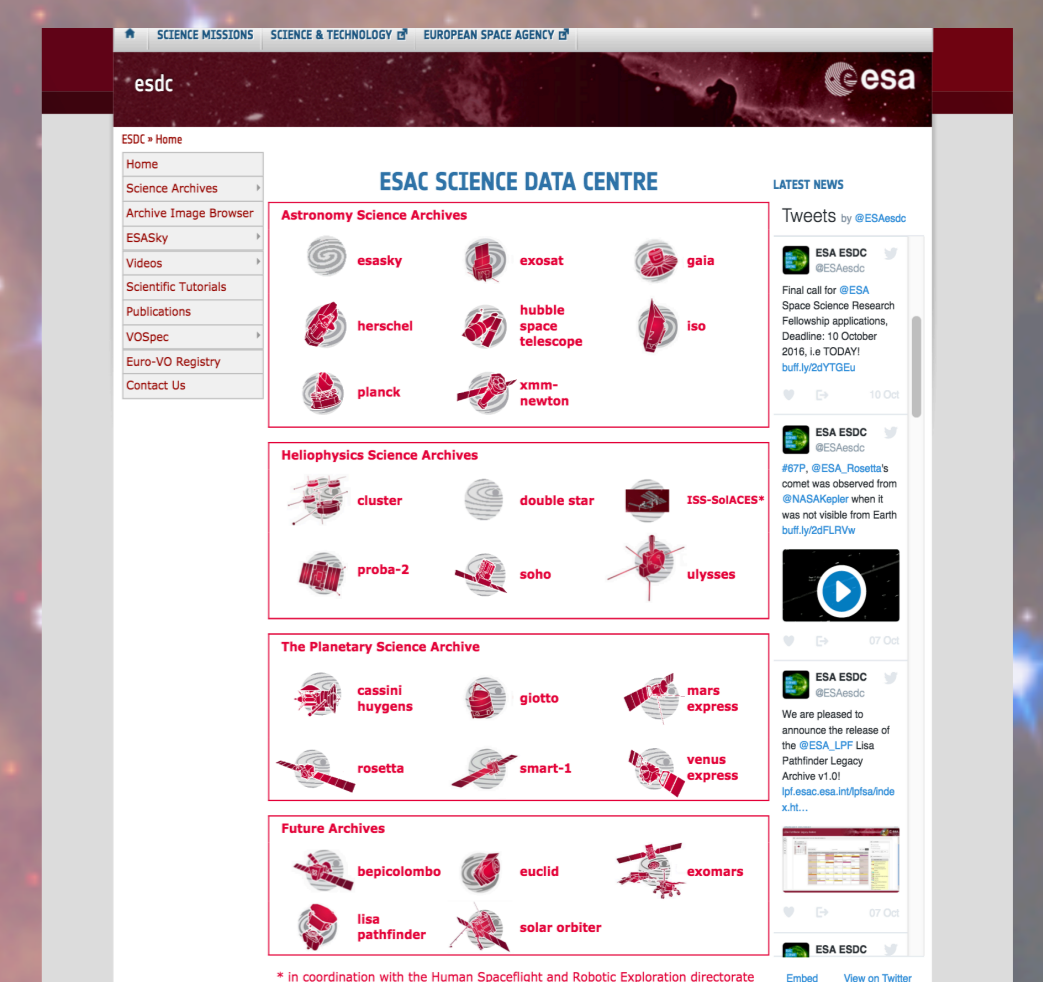 SCIENCE MISSIONS SCIENCE & TECHNOLOGY EUROPEAN SPACE AGENCY
esdc
esa
ESDC » Home
Home
Science Archives
Archive Image Browser
ESASky
Videos
Scientific Tutorials
Publications
VOSpec
Euro-VO Registry
Contact Us
ESAC SCIENCE DATA CENTRE
Astronomy Science Archives
esasky
exosat
gaia
herschel
hubble
space
telescope
iso
planck
xmm-
newton
Heliophysics Science Archives
cluster
double star
ISS-SolACES*
proba-2
soho
ulysses
The Planetary Science Archive
cassini
huygens
giotto
mars
express
rosetta
smart-1
venus
express
Future Archives
bepicolombo
euclid
exomars
lisa
pathfinder
solar orbiter
* in coordination with the Human Spaceflight and Robotic Exploration directorate
LATEST NEWS
Tweets by @ESAesdc
ESA ESDC
@ESAesdc
Final call for @ESA
Space Science Research
Fellowship applications,
Deadline: 10 October
2016, i.e TODAY!
buff.ly/2dYTGEu
10 Oct
ESA ESDC
@ESAesdc
#67P, @ESA_Rosetta's
comet was observed from
@NASAKepler when it
was not visible from Earth
buff.ly/2dFLRVw
07 Oct
ESA ESDC
@ESAesdc
We are pleased to
announce the release of
the @ESA_LPF Lisa
Pathfinder Legacy
Archive v1.0!
lpf.esac.esa.int/lpfsa/inde
x.ht…
07 Oct
ESA ESDC
Embed View on Twitter